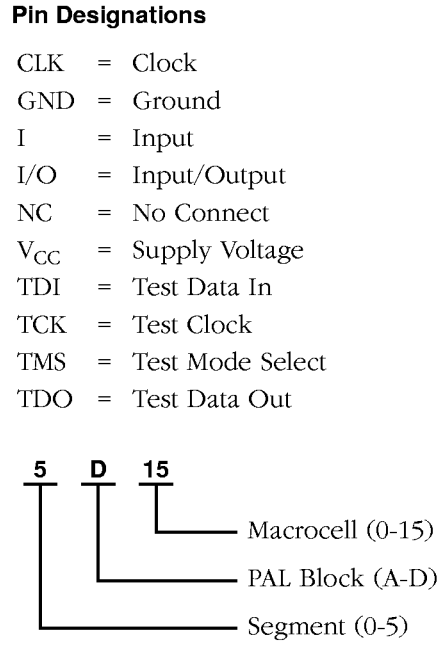 Pin Designations
CLK = Clock
GND = Ground
I = Input
I/O = Input/Output
NC = No Connect
VCC = Supply Voltage
TDI = Test Data In
TCK = Test Clock
TMS = Test Mode Select
TDO = Test Data Out
5 D 15
Macrocell (0-15)
PAL Block (A-D)
Segment (0-5)